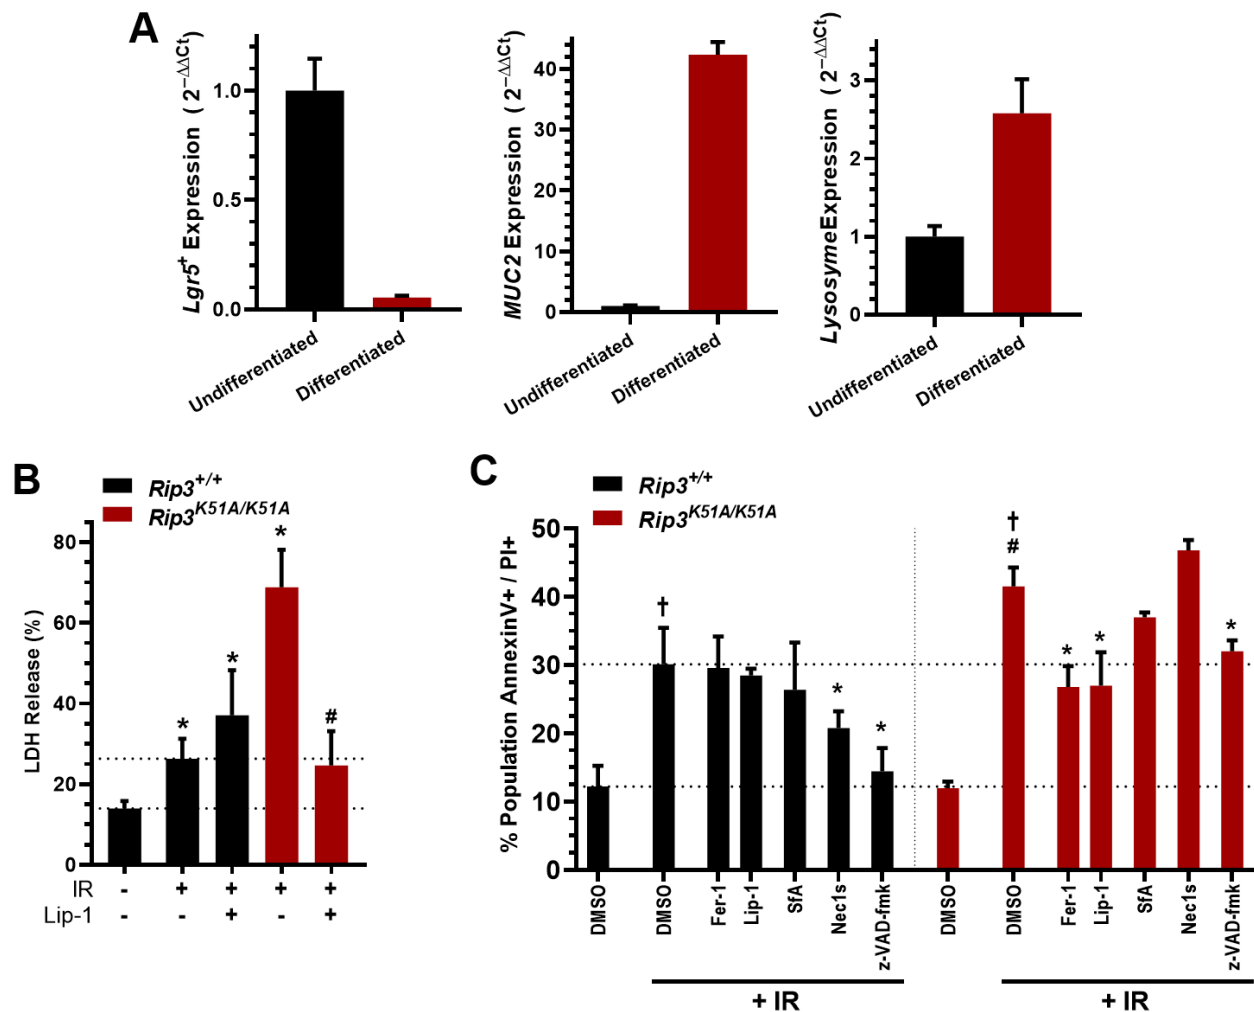 A
Lgr5+ Expression ( 2−ΔΔCt)
1.0
0.5
0.0
Undifferentiated
Differentiated
MUC2 Expression ( 2−ΔΔCt)
40
30
20
10
0
Undifferentiated
Differentiated
LysosymeExpression ( 2−ΔΔCt)
3
2
1
0
Undifferentiated
Differentiated
B
Rip3+/+
Rip3K51A/K51A
LDH Release (%)
80
60
40
20
0
*
*
*
#
IR - + + + +
Lip-1 - - + - +
C
Rip3+/+
Rip3K51A/K51A
% Population AnnexinV+ / PI+
50
40
30
20
10
0
†
*
*
†
#
*
*
*
DMSO
DMSO
Fer-1
Lip-1
SfA
Nec1s
z-VAD-fmk
DMSO
DMSO
Fer-1
Lip-1
SfA
Nec1s
z-VAD-fmk
+ IR
+ IR